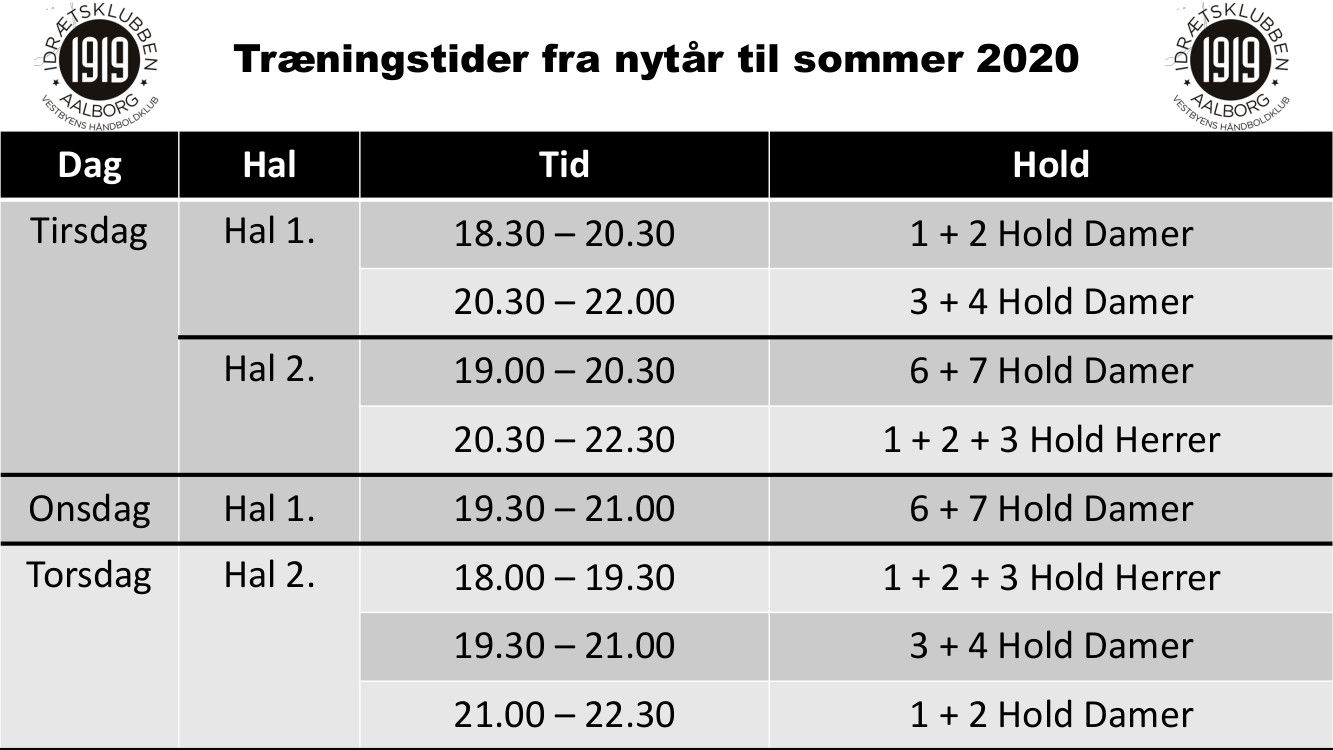 IDRÆTSKLUBBEN
1919
AALBORG
VESTBYENS HÅNDBOLDKLUB
Træningstider fra nytår til sommer 2020
IDRÆTSKLUBBEN
1919
AALBORG
VESTBYENS HÅNDBOLDKLUB
Dag Hal Tid Hold
Tirsdag Hal 1. 18.30 – 20.30 1 + 2 Hold Damer
20.30 – 22.00 3 + 4 Hold Damer
Hal 2. 19.00 – 20.30 6 + 7 Hold Damer
20.30 – 22.30 1 + 2 + 3 Hold Herrer
Onsdag Hal 1. 19.30 – 21.00 6 + 7 Hold Damer
Torsdag Hal 2. 18.00 – 19.30 1 + 2 + 3 Hold Herrer
19.30 – 21.00 3 + 4 Hold Damer
21.00 – 22.30 1 + 2 Hold Damer